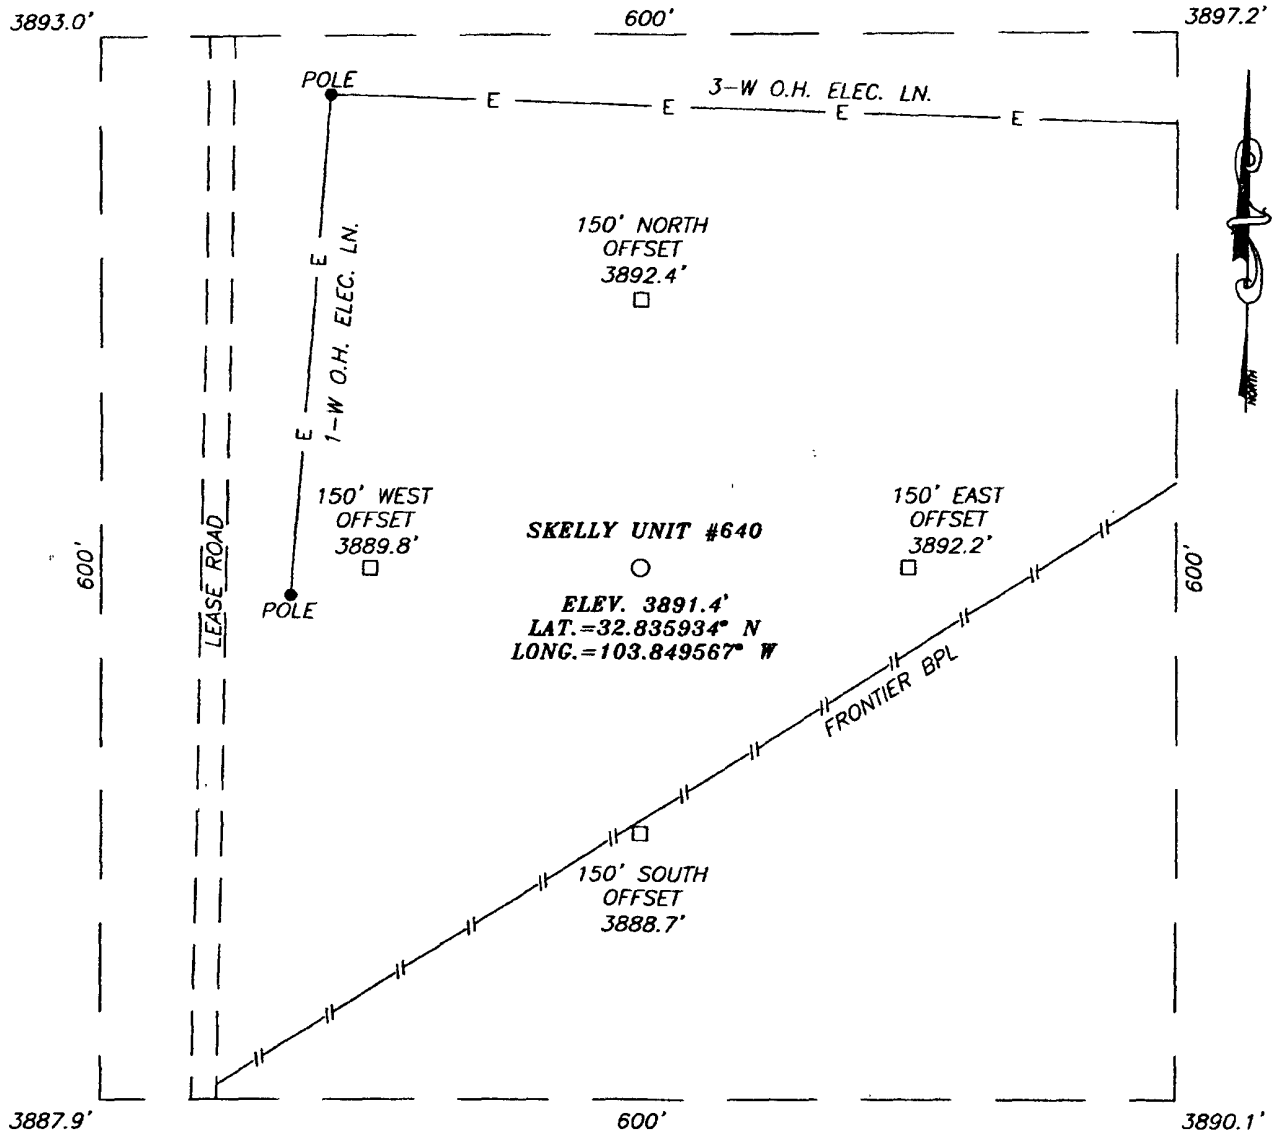 3893.0'
600'
3897.2'
POLE
3-W O.H. ELEC. LN.
E
E
E
E
150' NORTH
OFFSET
3892.4'
E
1-W O.H. ELEC. LN.
E
NORTH
150' WEST
OFFSET
3889.8'
150' EAST
OFFSET
3892.2'
SKELLY UNIT #640
600'
LEASE ROAD
600'
POLE
ELEV. 3891.4'
LAT.=32.835934° N
LONG.=103.849567° W
FRONTIER BPL
150' SOUTH
OFFSET
3888.7'
3887.9'
600'
3890.1'